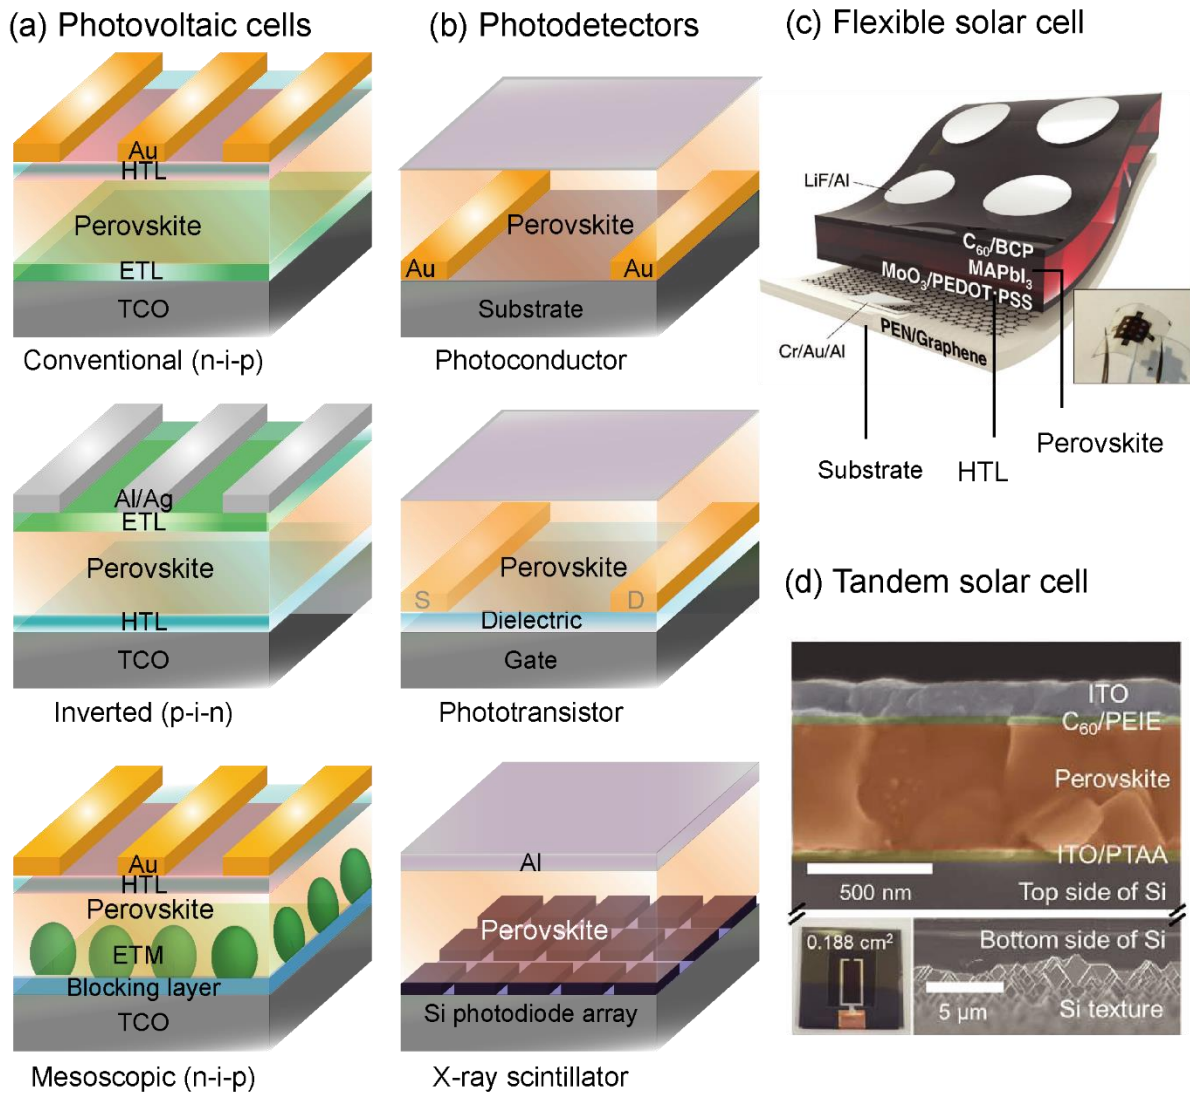 (a) Photovoltaic cells
Au
HTL
Perovskite
ETL
TCO
Conventional (n-i-p)
Al/Ag
ETL
Perovskite
HTL
TCO
Inverted (p-i-n)
Au
HTL
Perovskite
ETM
Blocking layer
TCO
Mesoscopic (n-i-p)
(b) Photodetectors
Perovskite
Au
Au
Substrate
Photoconductor
Perovskite
S
D
Dielectric
Gate
Phototransistor
Al
Perovskite
Si photodiode array
X-ray scintillator
(c) Flexible solar cell
LiF/Al
C₆₀/BCP
MAPbI₃
MoO₃/PEDOT:PSS
PEN/Graphene
Cr/Au/Al
Perovskite
Substrate
HTL
(d) Tandem solar cell
ITO
C₆₀/PEIE
Perovskite
ITO/PTAA
500 nm
Top side of Si
0.188 cm²
Bottom side of Si
5 μm
Si texture